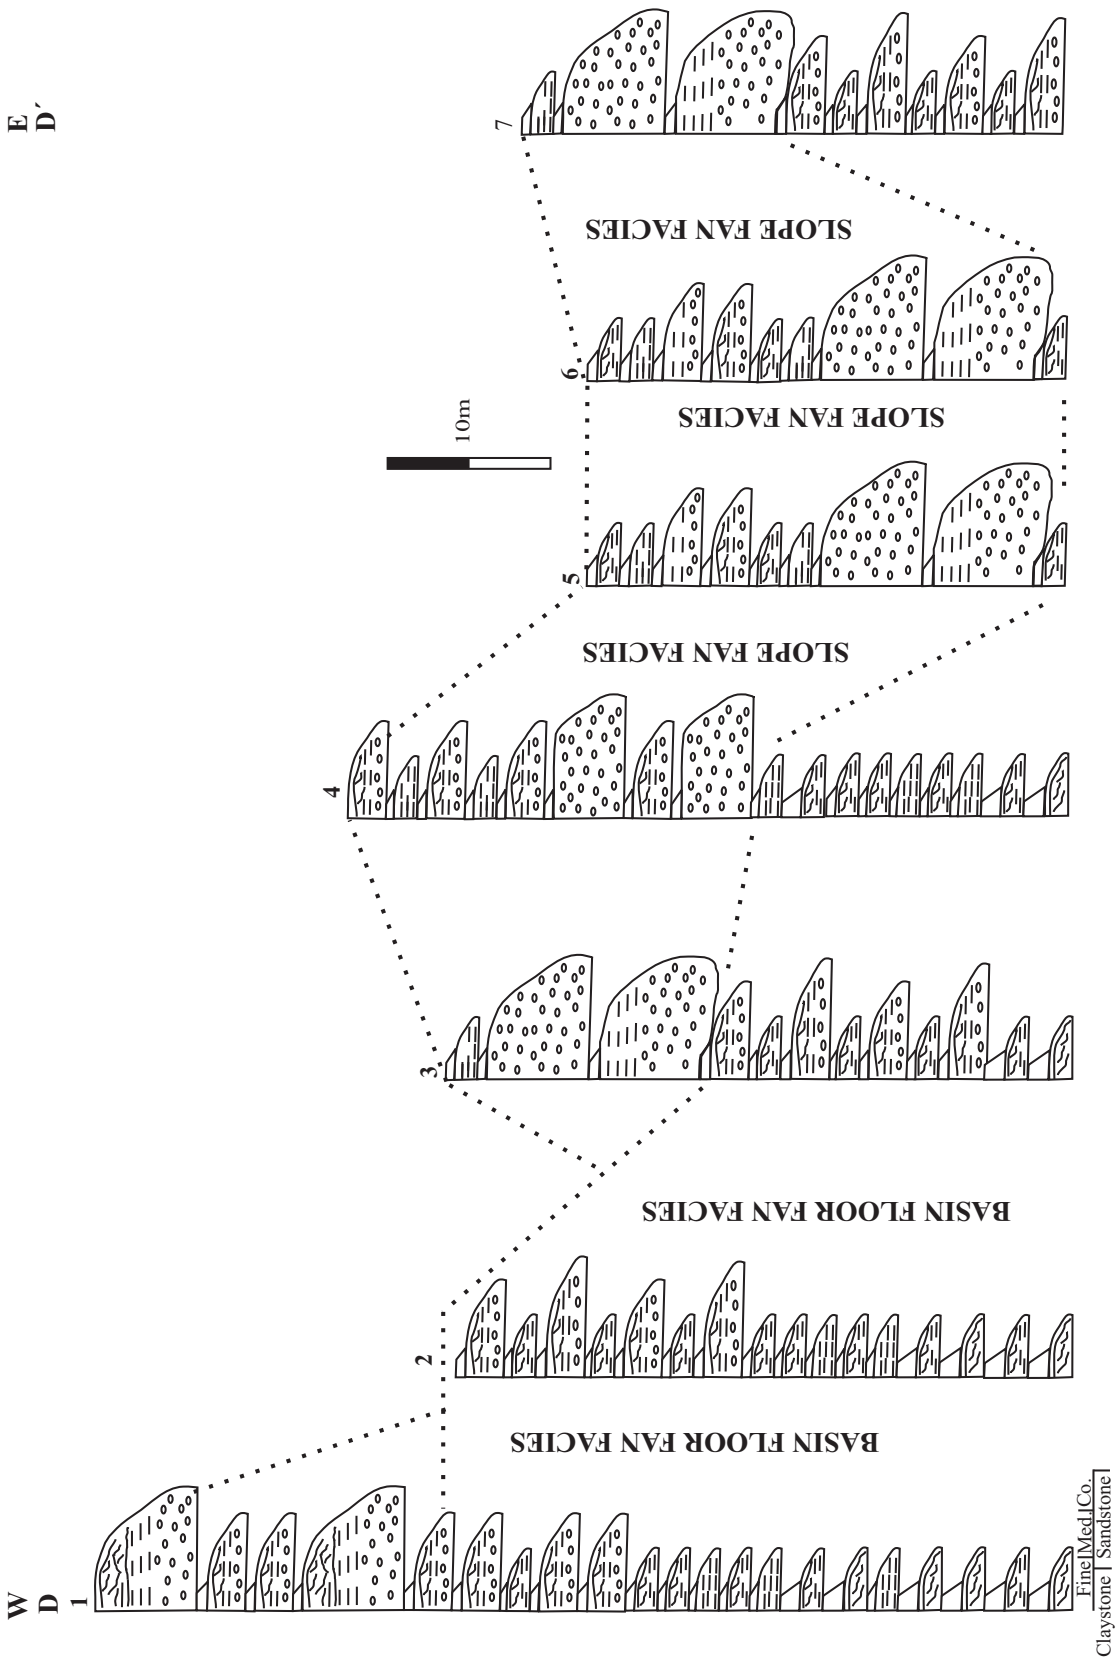 W
D
E
D´
1
2
3
4
5
6
7
10m
BASIN FLOOR FAN FACIES
BASIN FLOOR FAN FACIES
SLOPE FAN FACIES
SLOPE FAN FACIES
SLOPE FAN FACIES
Fine Med. Co.
Claystone Sandstone